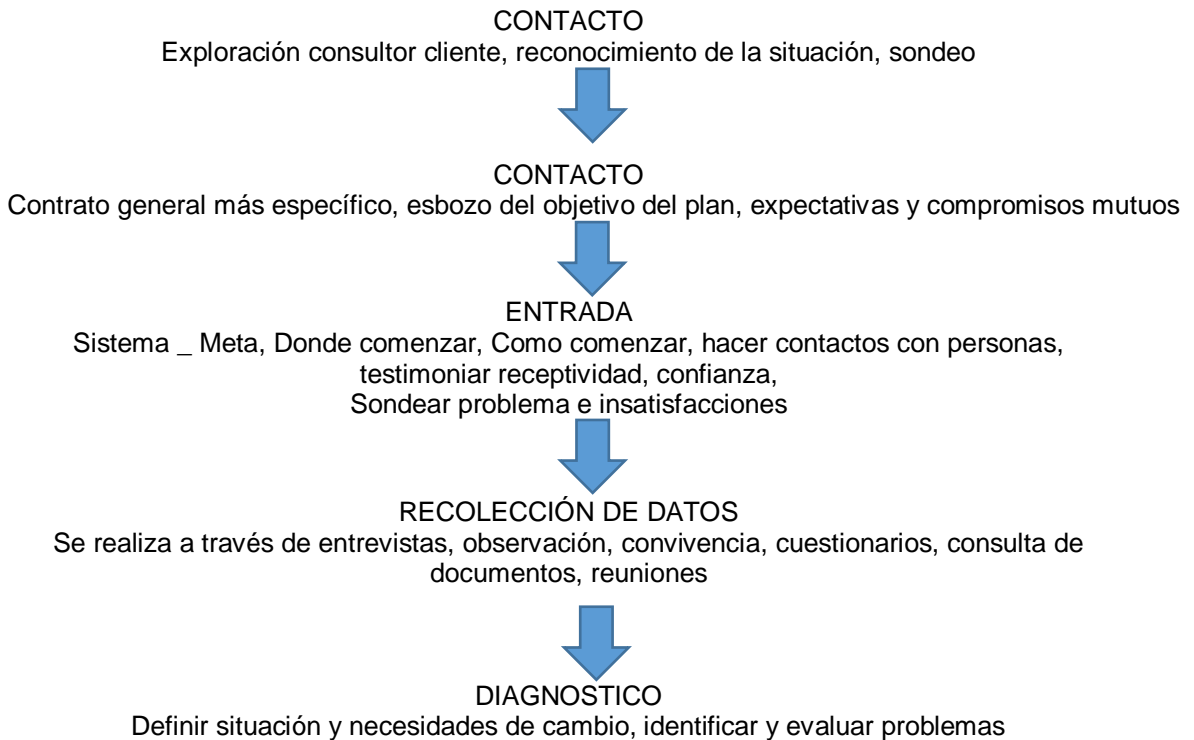 CONTACTO
Exploración consultor cliente, reconocimiento de la situación, sondeo
CONTACTO
Contrato general más específico, esbozo del objetivo del plan, expectativas y compromisos mutuos
ENTRADA
Sistema _ Meta, Donde comenzar, Como comenzar, hacer contactos con personas,
testimoniar receptividad, confianza,
Sondear problema e insatisfacciones
RECOLECCIÓN DE DATOS
Se realiza a través de entrevistas, observación, convivencia, cuestionarios, consulta de
documentos, reuniones
DIAGNOSTICO
Definir situación y necesidades de cambio, identificar y evaluar problemas